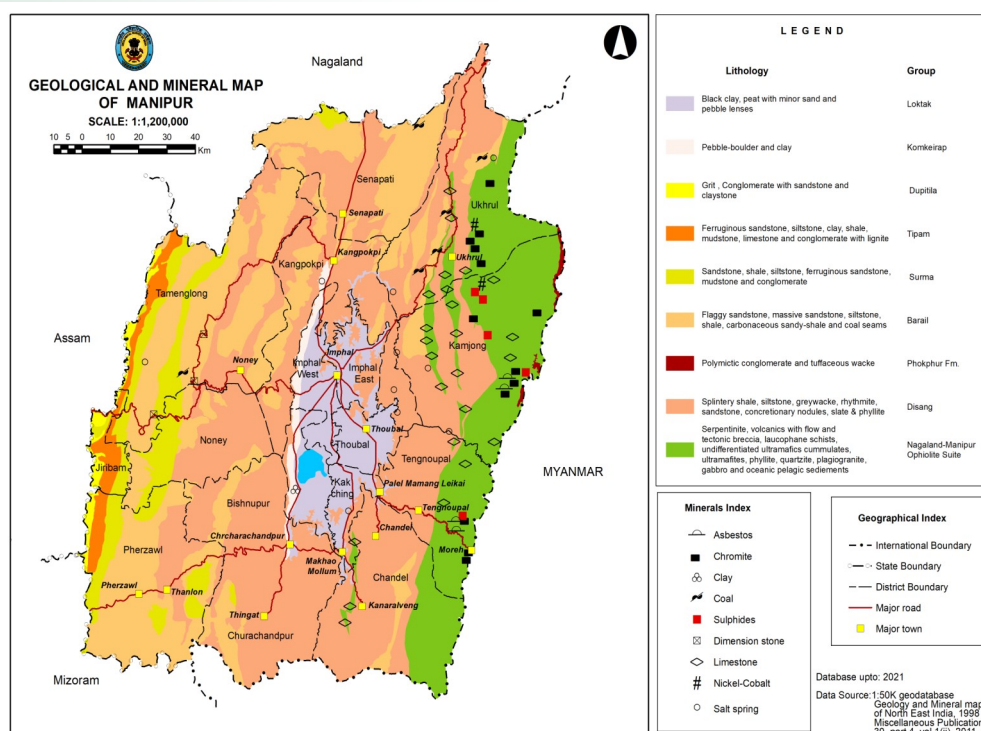 GEOLOGICAL AND MINERAL MAP
OF MANIPUR
SCALE: 1:1,200,000
10 5 0 10 20 30 40
Km
Nagaland
Senapati
Senapati
Ukhrul
Kangpokpi
Kangpokpi
Ukhrul
Tamenglong
Assam
Kamjong
Noney
Imphal
Imphal
West
Imphal
East
Thoubal
Thoubal
Noney
Tengnoupal
Jiribam
MYANMAR
Kak
ching
Bishnupur
Palel Mamang Leikai
Tengnoupal
Chrcharachandpur
Chandel
Moreh
Pherzawl
Makhao
Mollum
Chandel
Pherzawl
Thanlon
Kanaralveng
Thingat
Churachandpur
Mizoram
LEGEND
Lithology Group
Black clay, peat with minor sand and
pebble lenses
Loktak
Pebble-boulder and clay Komkeirap
Grit , Conglomerate with sandstone and
claystone
Dupitila
Ferruginous sandstone, siltstone, clay, shale,
mudstone, limestone and conglomerate with lignite
Tipam
Sandstone, shale, siltstone, ferruginous sandstone,
mudstone and conglomerate
Surma
Flaggy sandstone, massive sandstone, siltstone,
shale, carbonaceous sandy-shale and coal seams
Barail
Polymictic conglomerate and tuffaceous wacke Phokphur Fm.
Splintery shale, siltstone, greywacke, rhythmite,
sandstone, concretionary nodules, slate & phyllite
Disang
Serpentinite, volcanics with flow and
tectonic breccia, laucophane schists,
undifferentiated ultramafics cummulates,
ultramafites, phyllite, quartzite, plagiogranite,
gabbro and oceanic pelagic sediements
Nagaland-Manipur
Ophiolite Suite
Minerals Index
Asbestos
Chromite
Clay
Coal
Sulphides
Dimension stone
Limestone
Nickel-Cobalt
Salt spring
Geographical Index
International Boundary
State Boundary
District Boundary
Major road
Major town
Database upto: 2021
Data Source:1:50K geodatabase
Geology and Mineral map
of North East India, 1998
Miscellaneous Publication
30, part 4, vol 1(ii), 2011